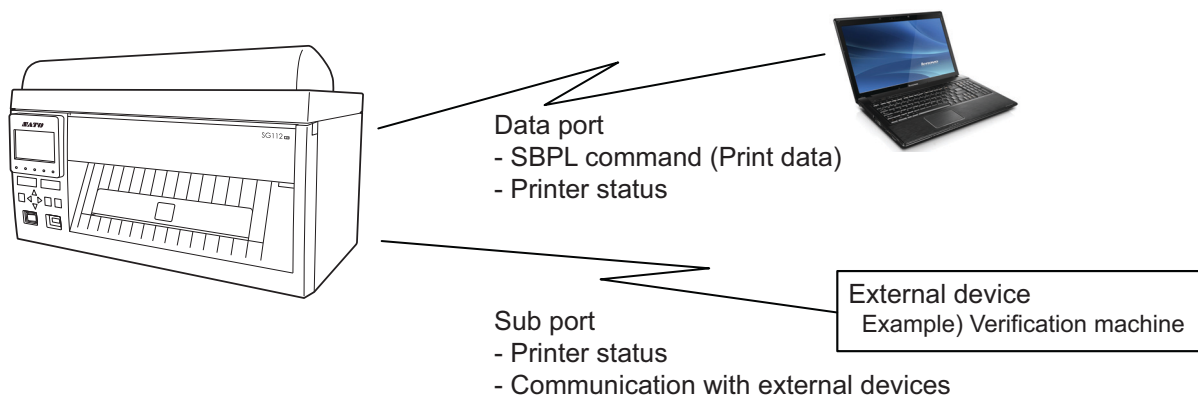 SATO
SG112
Data port
- SBPL command (Print data)
- Printer status
External device
Example) Verification machine
Sub port
- Printer status
- Communication with external devices